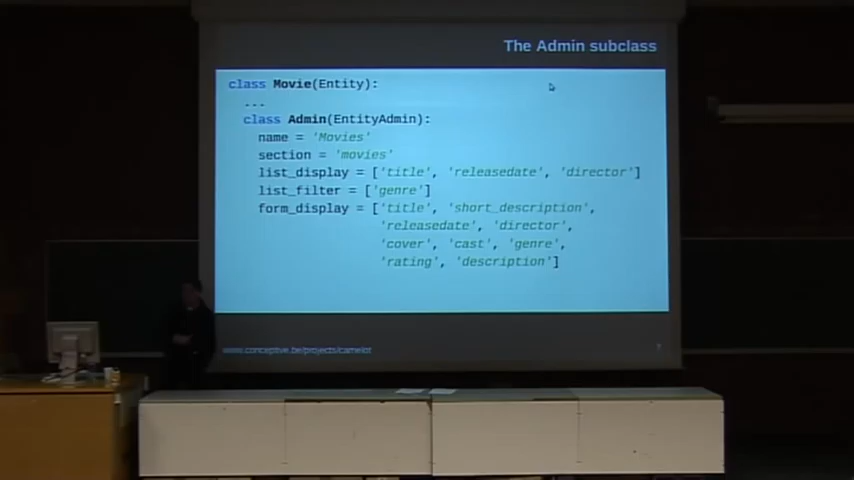 The Admin subclass
class Movie(Entity):
...
class Admin(EntityAdmin):
name = 'Movies'
section = 'movies'
list_display = ['title', 'releasedate', 'director']
list_filter = ['genre']
form_display = ['title', 'short_description',
'releasedate', 'director',
'cover', 'cast', 'genre',
'rating', 'description']
www.conceptive.be/projects/camelot